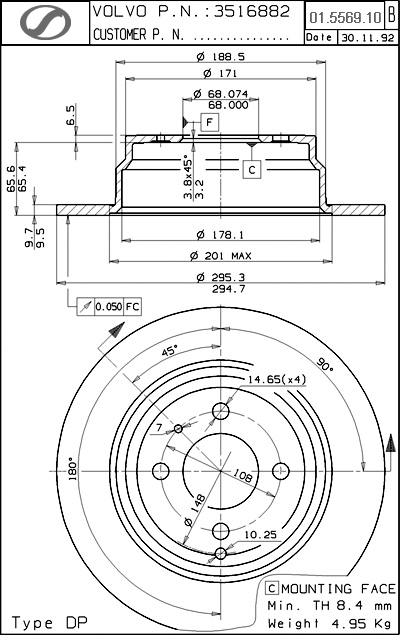 VOLVO P.N.:3516882
CUSTOMER P. N. ................
01.5569.10 B
Date 30.11.92
Ø 188.5
Ø 171
Ø 68.074
68.000
F
6.5
65.6
65.4
3.8x45°
3.2
C
9.7
9.5
Ø 178.1
Ø 201 MAX
Ø 295.3
294.7
0.050 FC
45°
90°
14.65(x4)
7
180°
108
Ø 148
10.25
C MOUNTING FACE
Min. TH 8.4 mm
Weight 4.95 Kg
Type DP